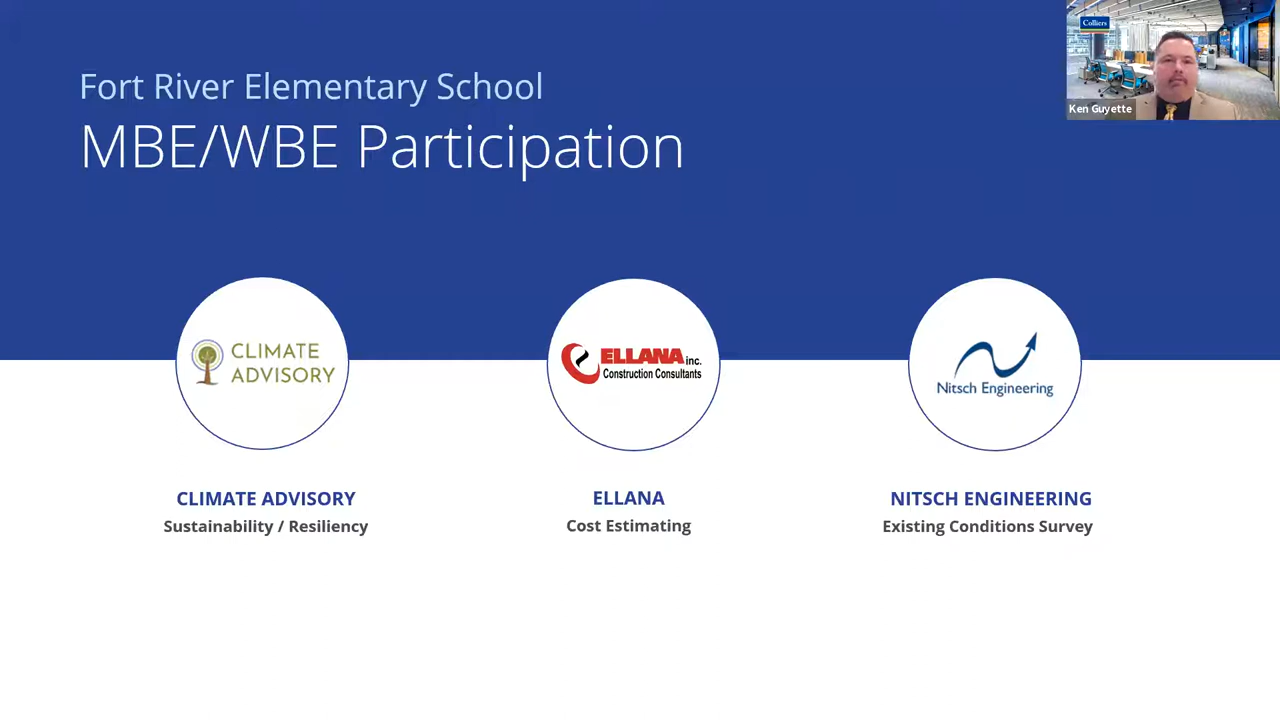 Fort River Elementary School
MBE/WBE Participation
Colliers
Ken Guyette
CLIMATE
ADVISORY
ELLANA inc.
Construction Consultants
Nitsch Engineering
CLIMATE ADVISORY
Sustainability / Resiliency
ELLANA
Cost Estimating
NITSCH ENGINEERING
Existing Conditions Survey